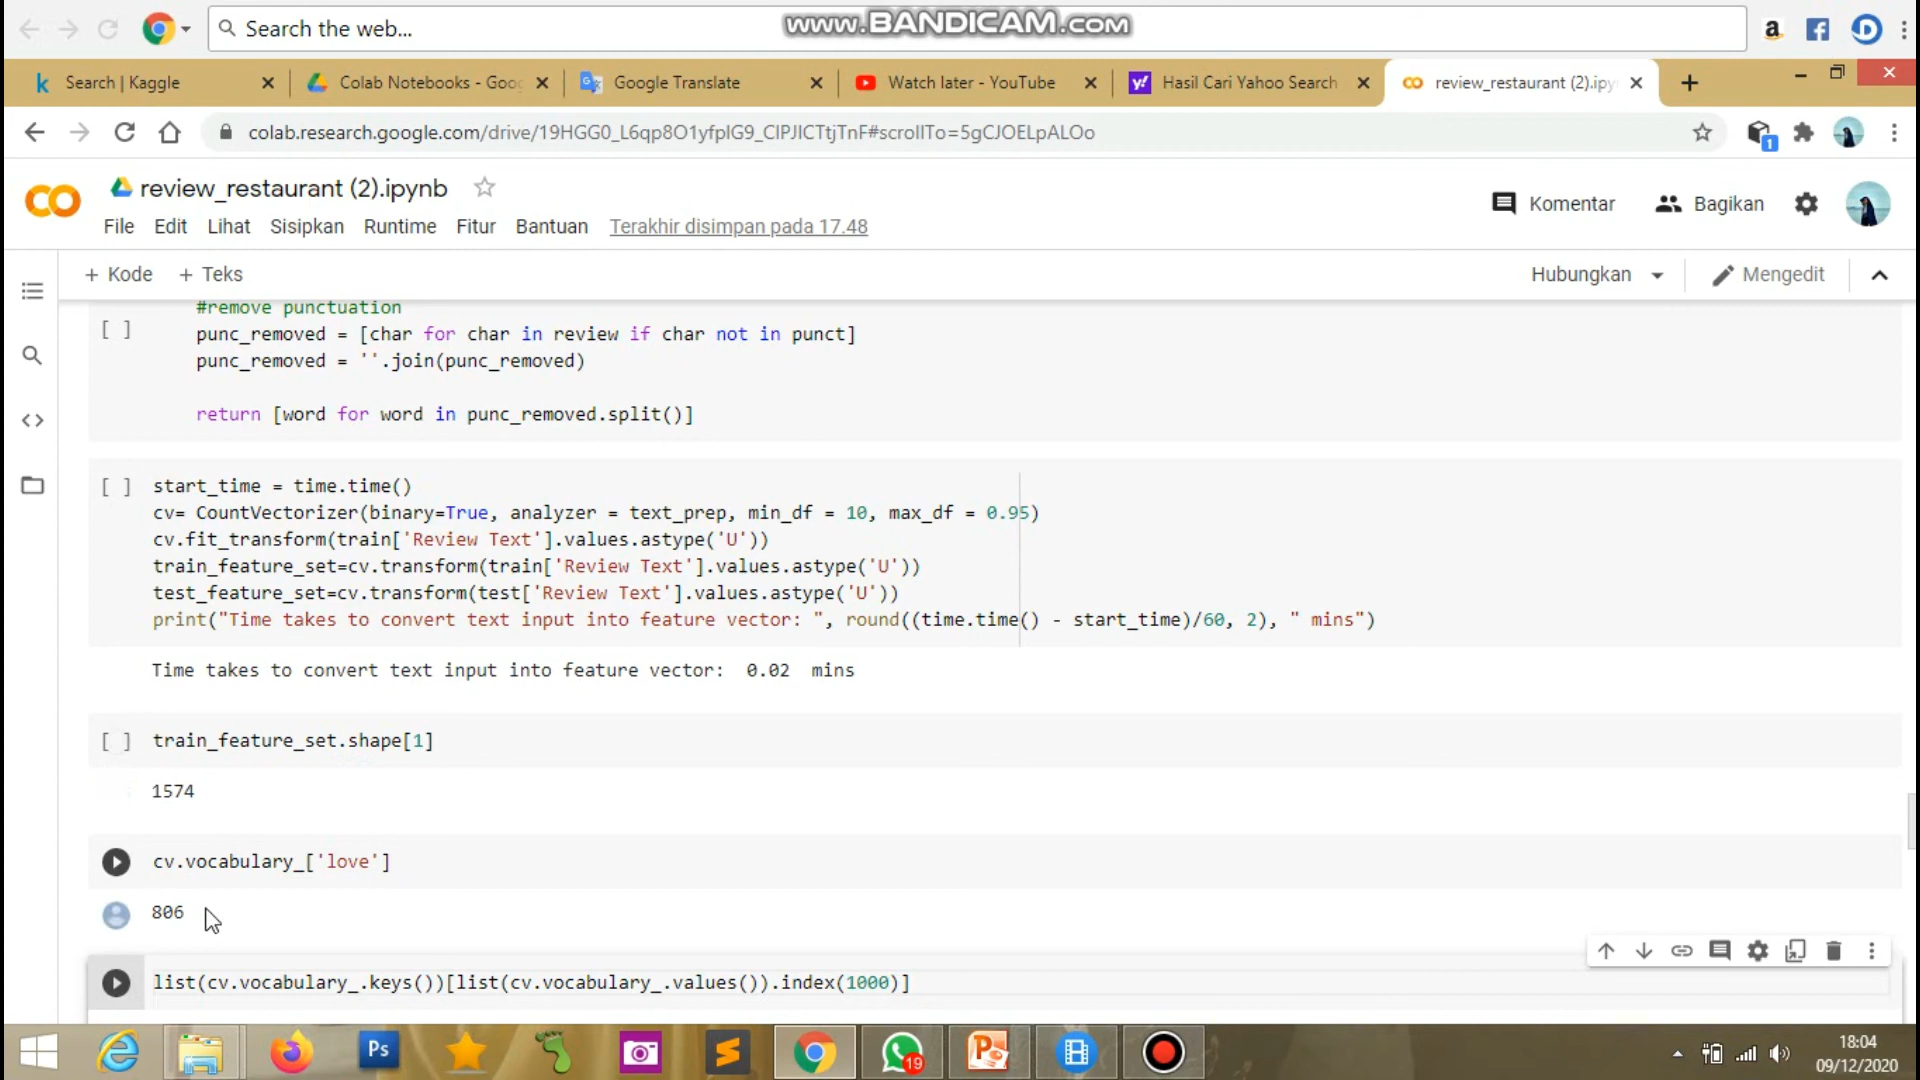 Search the web...
www.BANDICAM.com
Search | Kaggle
Colab Notebooks - Goog
Google Translate
Watch later - YouTube
Hasil Cari Yahoo Search
review_restaurant (2).ipy
colab.research.google.com/drive/19HGG0_L6qp8O1yfpIG9_CIPJICTtjTnF#scrollTo=5gCJOELpALOo
1
review_restaurant (2).ipynb
Komentar
Bagikan
File Edit Lihat Sisipkan Runtime Fitur Bantuan Terakhir disimpan pada 17.48
+ Kode + Teks
Hubungkan
Mengedit
#remove punctuation
[ ] punc_removed = [char for char in review if char not in punct]
punc_removed = ''.join(punc_removed)
return [word for word in punc_removed.split()]
[ ] start_time = time.time()
cv= CountVectorizer(binary=True, analyzer = text_prep, min_df = 10, max_df = 0.95)
cv.fit_transform(train['Review Text'].values.astype('U'))
train_feature_set=cv.transform(train['Review Text'].values.astype('U'))
test_feature_set=cv.transform(test['Review Text'].values.astype('U'))
print("Time takes to convert text input into feature vector: ", round((time.time() - start_time)/60, 2), " mins")
Time takes to convert text input into feature vector:  0.02  mins
[ ] train_feature_set.shape[1]
1574
cv.vocabulary_['love']
806
list(cv.vocabulary_.keys())[list(cv.vocabulary_.values()).index(1000)]
Ps
19
18:04
09/12/2020